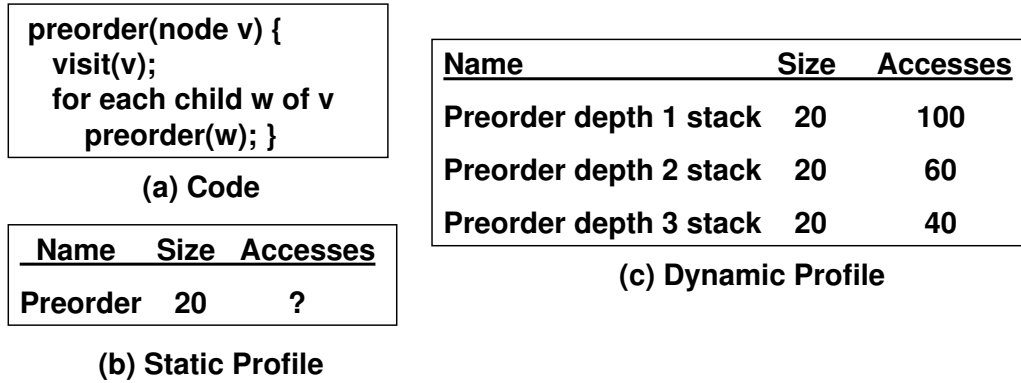 preorder(node v) {
visit(v);
for each child w of v
preorder(w); }
(a) Code
Name Size Accesses
Preorder 20 ?
(b) Static Profile
Name Size Accesses
Preorder depth 1 stack 20 100
Preorder depth 2 stack 20 60
Preorder depth 3 stack 20 40
(c) Dynamic Profile